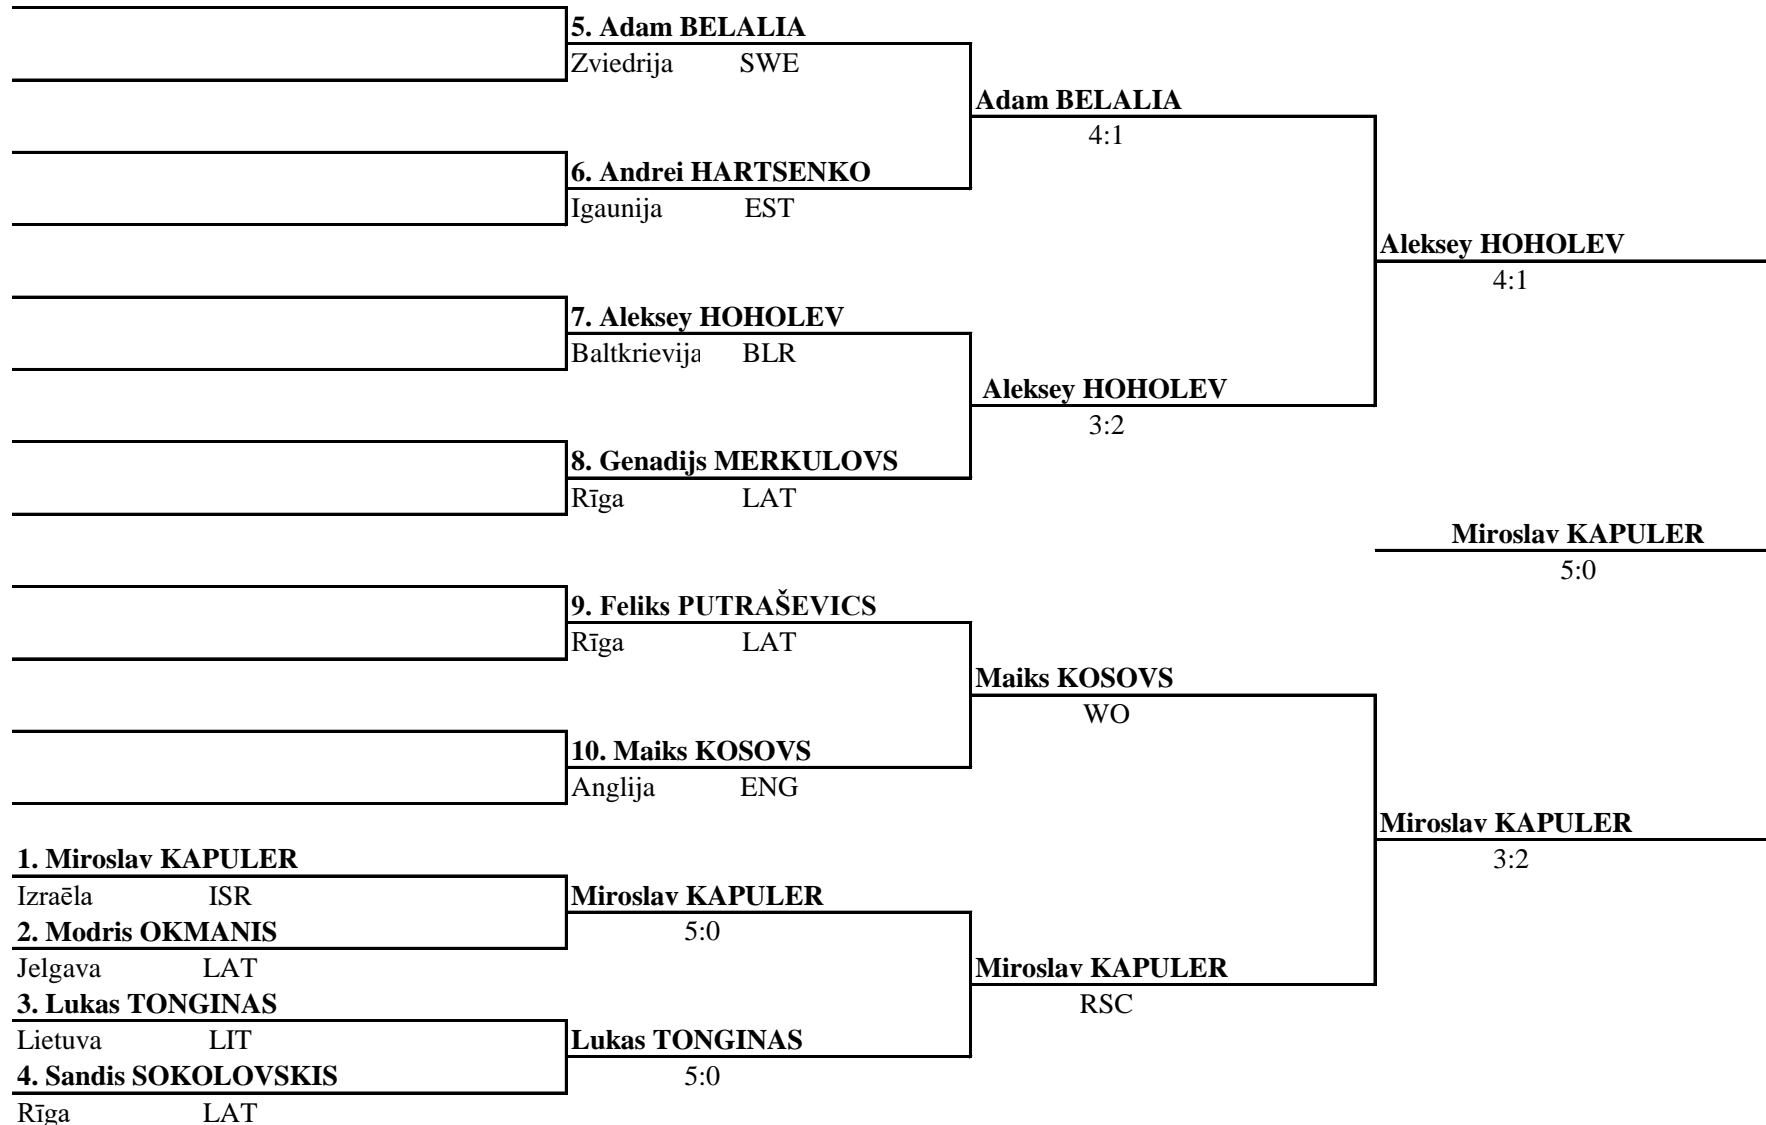 5. Adam BELALIA
Zviedrija SWE
Adam BELALIA
4:1
6. Andrei HARTSENKO
Igaunija EST
Aleksey HOHOLEV
4:1
7. Aleksey HOHOLEV
Baltkrievija BLR
Aleksey HOHOLEV
3:2
8. Genadijs MERKULOVS
Rīga LAT
Miroslav KAPULER
5:0
9. Feliks PUTRAŠEVICS
Rīga LAT
Maiks KOSOVS
WO
10. Maiks KOSOVS
Anglija ENG
Miroslav KAPULER
3:2
1. Miroslav KAPULER
Izraēla ISR
Miroslav KAPULER
5:0
2. Modris OKMANIS
Jelgava LAT
Miroslav KAPULER
RSC
3. Lukas TONGINAS
Lietuva LIT
Lukas TONGINAS
5:0
4. Sandis SOKOLOVSKIS
Rīga LAT